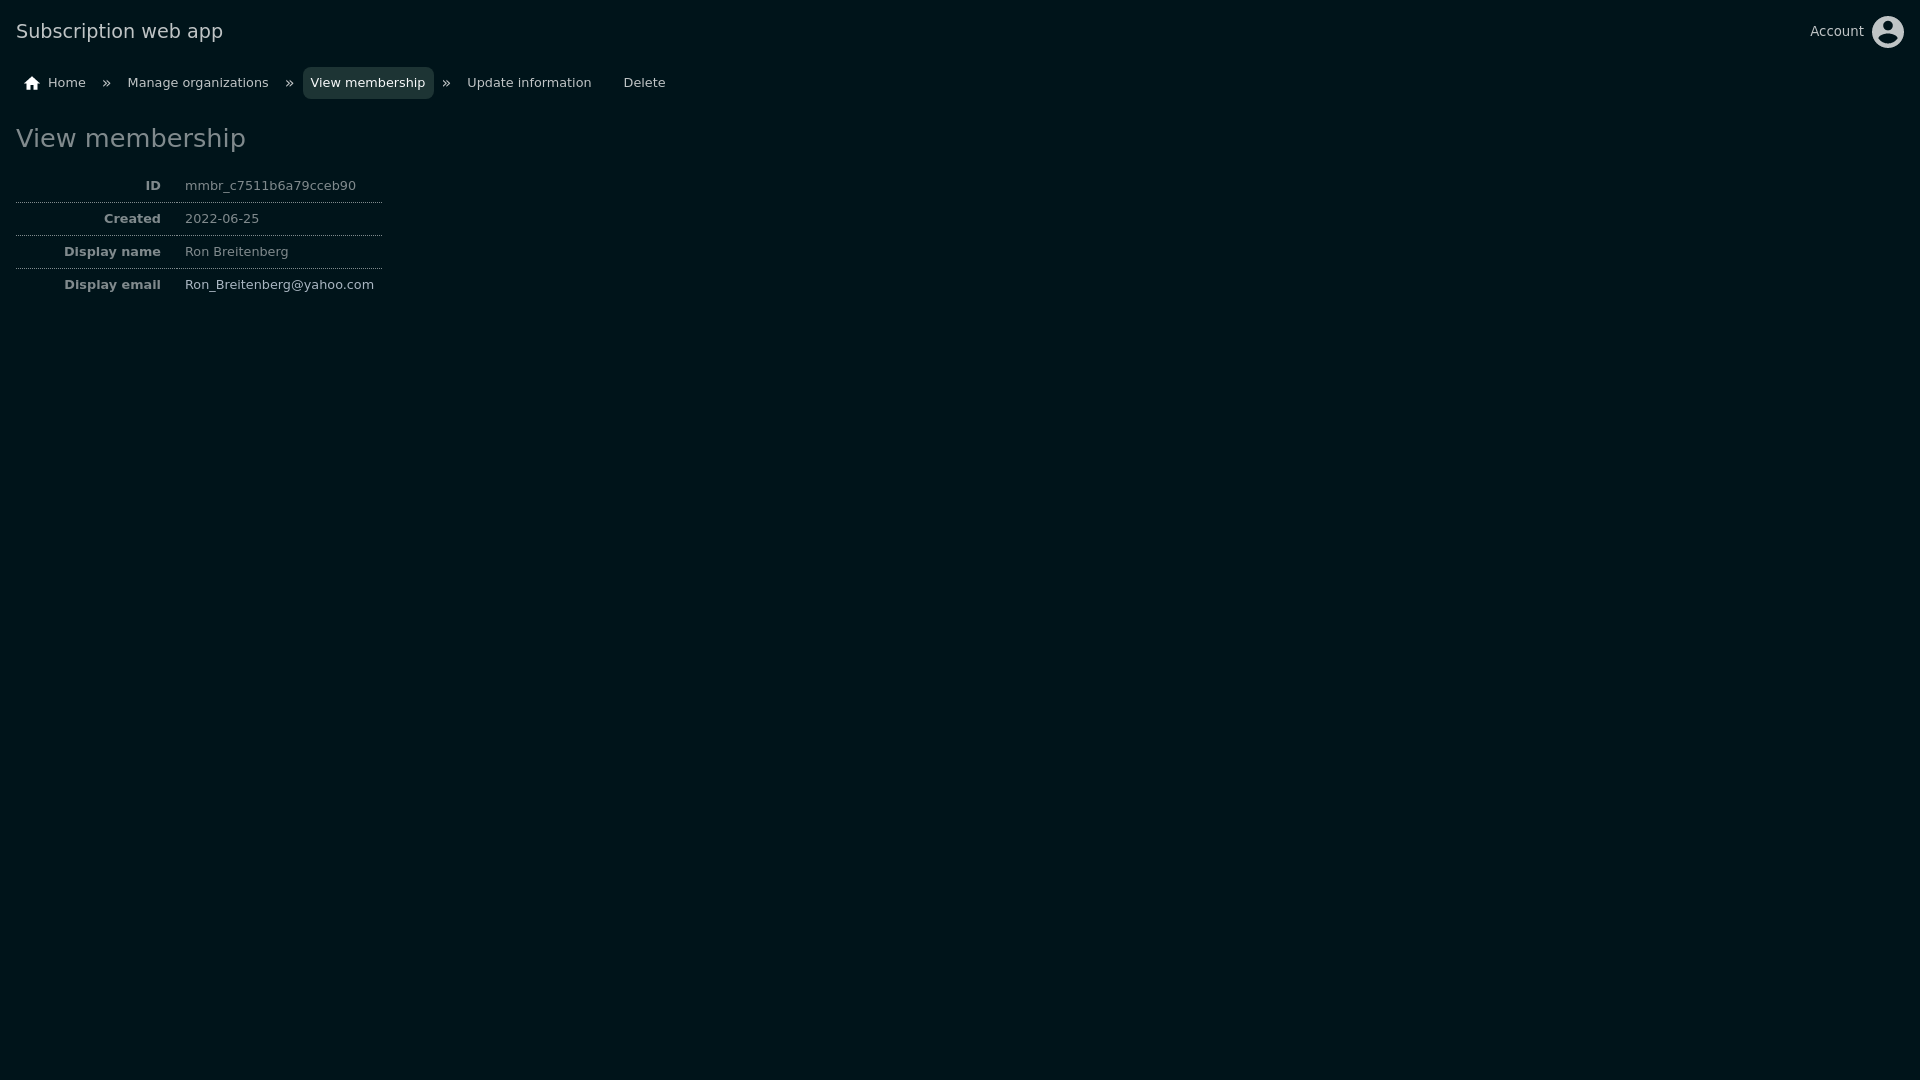 Subscription web app
Account
Home » Manage organizations » View membership » Update information Delete
View membership
ID mmbr_c7511b6a79cceb90
Created 2022-06-25
Display name Ron Breitenberg
Display email Ron_Breitenberg@yahoo.com